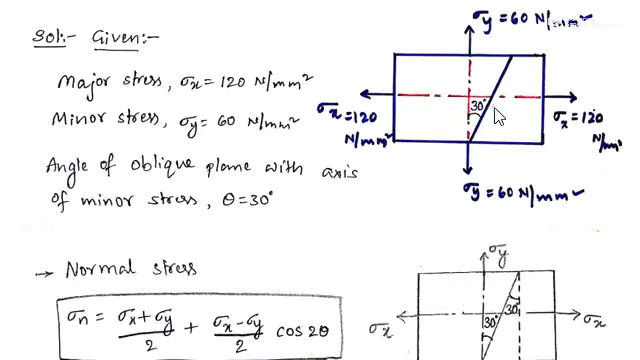 Sol:- Given:-
Major stress, σx = 120 N/mm²
Minor stress, σy = 60 N/mm²
Angle of oblique plane with axis
of minor stress, θ = 30°
σy = 60 N/mm
30°
σx = 120
N/mm²
σx = 120
N/mm²
σy = 60 N/mm
→ Normal stress
σn = σx + σy / 2 + σx - σy / 2 cos 2θ
σy
σx
30°
30
σx